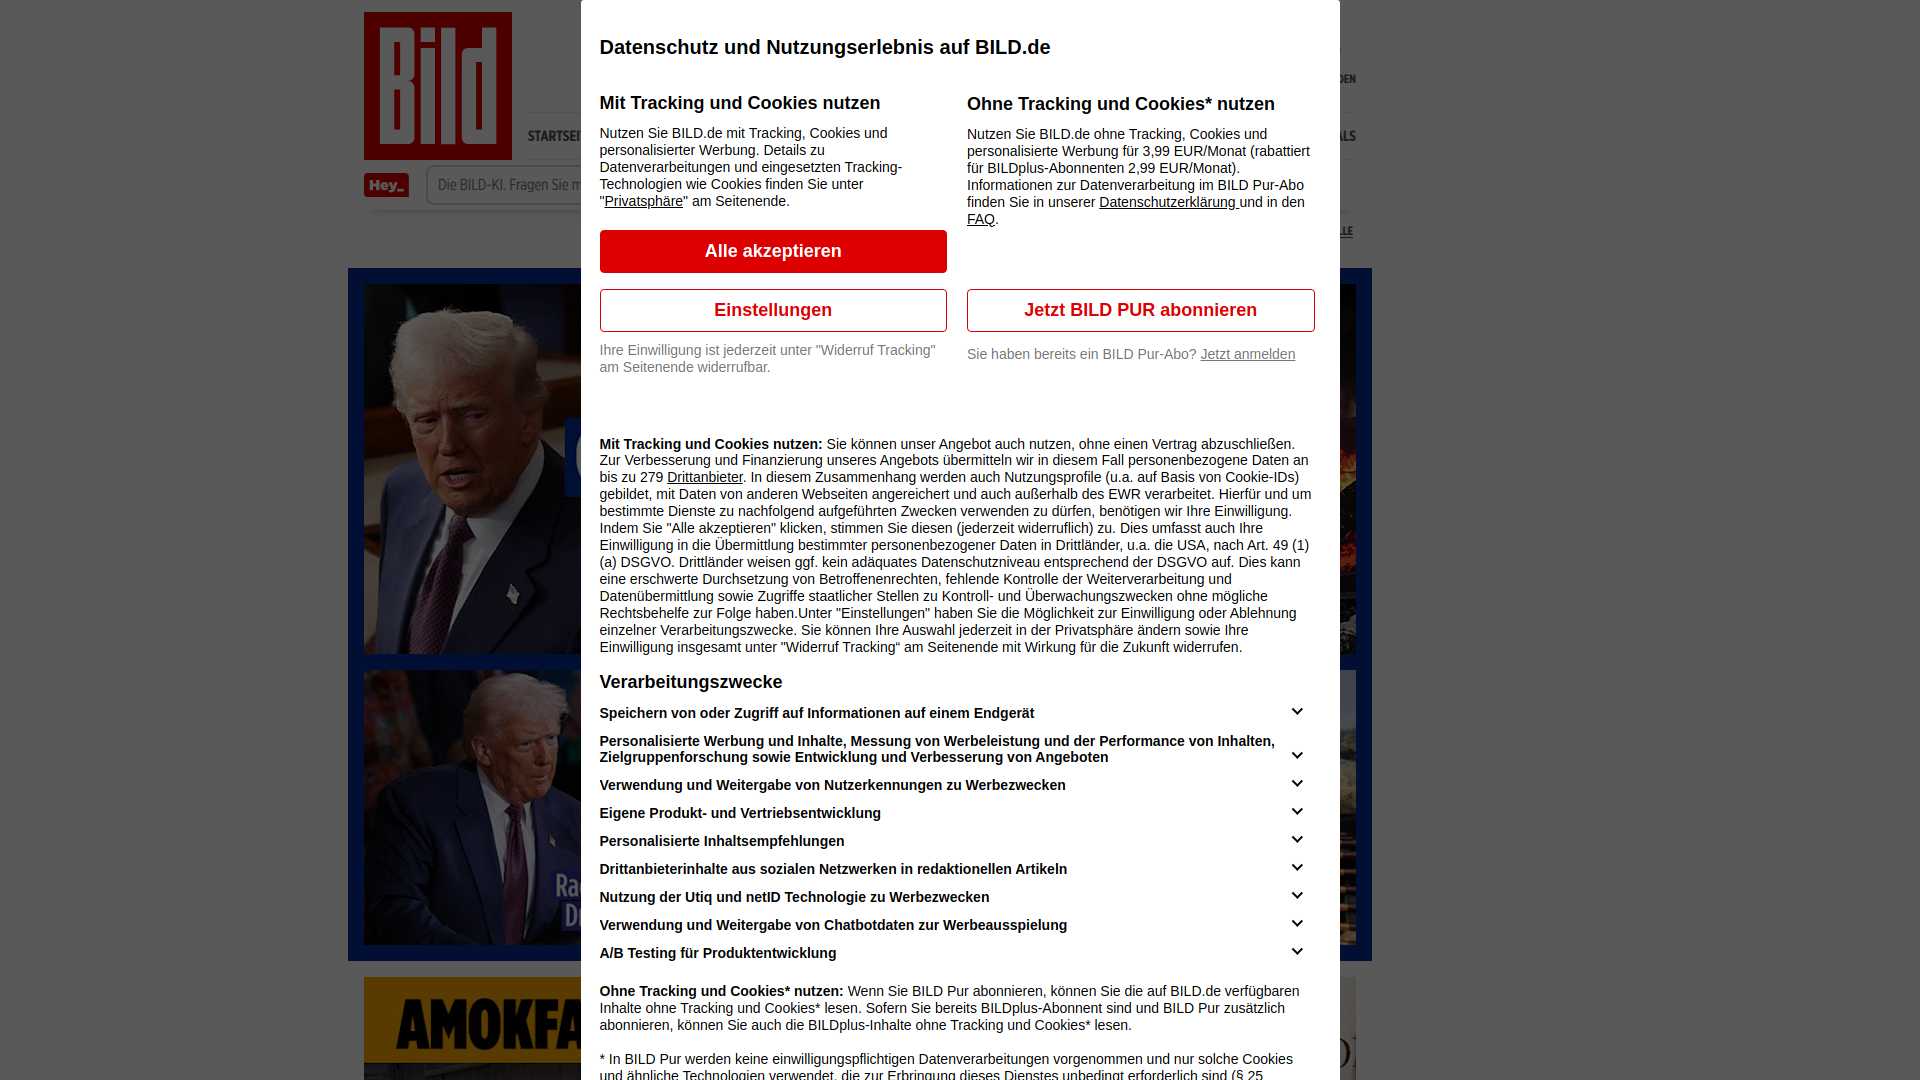 Bild
STARTSEI
Hey_
Die BILD-KI. Fragen Sie m
Datenschutz und Nutzungserlebnis auf BILD.de
Mit Tracking und Cookies nutzen
Nutzen Sie BILD.de mit Tracking, Cookies und
personalisierter Werbung. Details zu
Datenverarbeitungen und eingesetzten Tracking-
Technologien wie Cookies finden Sie unter
"Privatsphäre" am Seitenende.
Alle akzeptieren
Einstellungen
Ihre Einwilligung ist jederzeit unter "Widerruf Tracking"
am Seitenende widerrufbar.
Ohne Tracking und Cookies* nutzen
Nutzen Sie BILD.de ohne Tracking, Cookies und
personalisierte Werbung für 3,99 EUR/Monat (rabattiert
für BILDplus-Abonnenten 2,99 EUR/Monat).
Informationen zur Datenverarbeitung im BILD Pur-Abo
finden Sie in unserer Datenschutzerklärung und in den
FAQ.
Jetzt BILD PUR abonnieren
Sie haben bereits ein BILD Pur-Abo? Jetzt anmelden
Mit Tracking und Cookies nutzen: Sie können unser Angebot auch nutzen, ohne einen Vertrag abzuschließen.
Zur Verbesserung und Finanzierung unseres Angebots übermitteln wir in diesem Fall personenbezogene Daten an
bis zu 279 Drittanbieter. In diesem Zusammenhang werden auch Nutzungsprofile (u.a. auf Basis von Cookie-IDs)
gebildet, mit Daten von anderen Webseiten angereichert und auch außerhalb des EWR verarbeitet. Hierfür und um
bestimmte Dienste zu nachfolgend aufgeführten Zwecken verwenden zu dürfen, benötigen wir Ihre Einwilligung.
Indem Sie "Alle akzeptieren" klicken, stimmen Sie diesen (jederzeit widerruflich) zu. Dies umfasst auch Ihre
Einwilligung in die Übermittlung bestimmter personenbezogener Daten in Drittländer, u.a. die USA, nach Art. 49 (1)
(a) DSGVO. Drittländer weisen ggf. kein adäquates Datenschutzniveau entsprechend der DSGVO auf. Dies kann
eine erschwerte Durchsetzung von Betroffenenrechten, fehlende Kontrolle der Weiterverarbeitung und
Datenübermittlung sowie Zugriffe staatlicher Stellen zu Kontroll- und Überwachungszwecken ohne mögliche
Rechtsbehelfe zur Folge haben.Unter "Einstellungen" haben Sie die Möglichkeit zur Einwilligung oder Ablehnung
einzelner Verarbeitungszwecke. Sie können Ihre Auswahl jederzeit in der Privatsphäre ändern sowie Ihre
Einwilligung insgesamt unter "Widerruf Tracking“ am Seitenende mit Wirkung für die Zukunft widerrufen.
Verarbeitungszwecke
Speichern von oder Zugriff auf Informationen auf einem Endgerät
Personalisierte Werbung und Inhalte, Messung von Werbeleistung und der Performance von Inhalten,
Zielgruppenforschung sowie Entwicklung und Verbesserung von Angeboten
Verwendung und Weitergabe von Nutzerkennungen zu Werbezwecken
Eigene Produkt- und Vertriebsentwicklung
Personalisierte Inhaltsempfehlungen
Drittanbieterinhalte aus sozialen Netzwerken in redaktionellen Artikeln
Nutzung der Utiq und netID Technologie zu Werbezwecken
Verwendung und Weitergabe von Chatbotdaten zur Werbeausspielung
A/B Testing für Produktentwicklung
Ohne Tracking und Cookies* nutzen: Wenn Sie BILD Pur abonnieren, können Sie die auf BILD.de verfügbaren
Inhalte ohne Tracking und Cookies* lesen. Sofern Sie bereits BILDplus-Abonnent sind und BILD Pur zusätzlich
abonnieren, können Sie auch die BILDplus-Inhalte ohne Tracking und Cookies* lesen.
* In BILD Pur werden keine einwilligungspflichtigen Datenverarbeitungen vorgenommen und nur solche Cookies
und ähnliche Technologien verwendet, die zur Erbringung dieses Dienstes unbedingt erforderlich sind (§ 25
AMOKFA